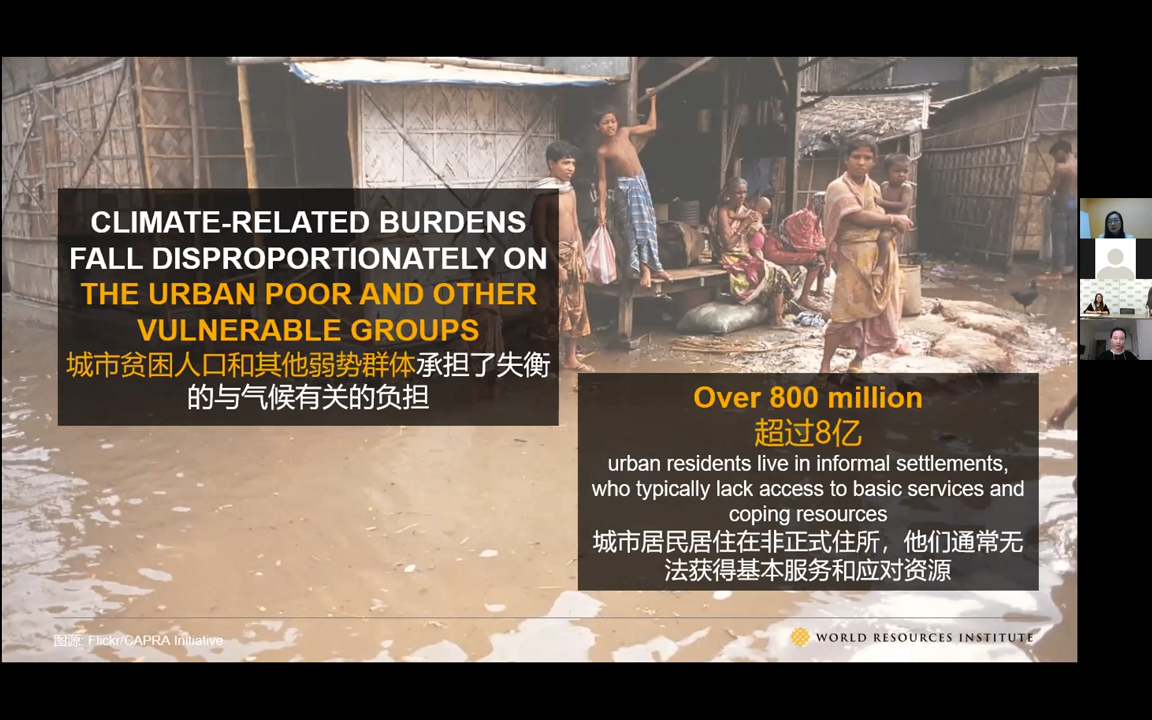 CLIMATE-RELATED BURDENS
FALL DISPROPORTIONATELY ON
THE URBAN POOR AND OTHER
VULNERABLE GROUPS
城市贫困人口和其他弱势群体承担了失衡
的与气候有关的负担
Over 800 million
超过8亿
urban residents live in informal settlements,
who typically lack access to basic services and
coping resources
城市居民居住在非正式住所，他们通常无
法获得基本服务和应对资源
图源: Flickr/CAPRA Initiative
WORLD RESOURCES INSTITUTE